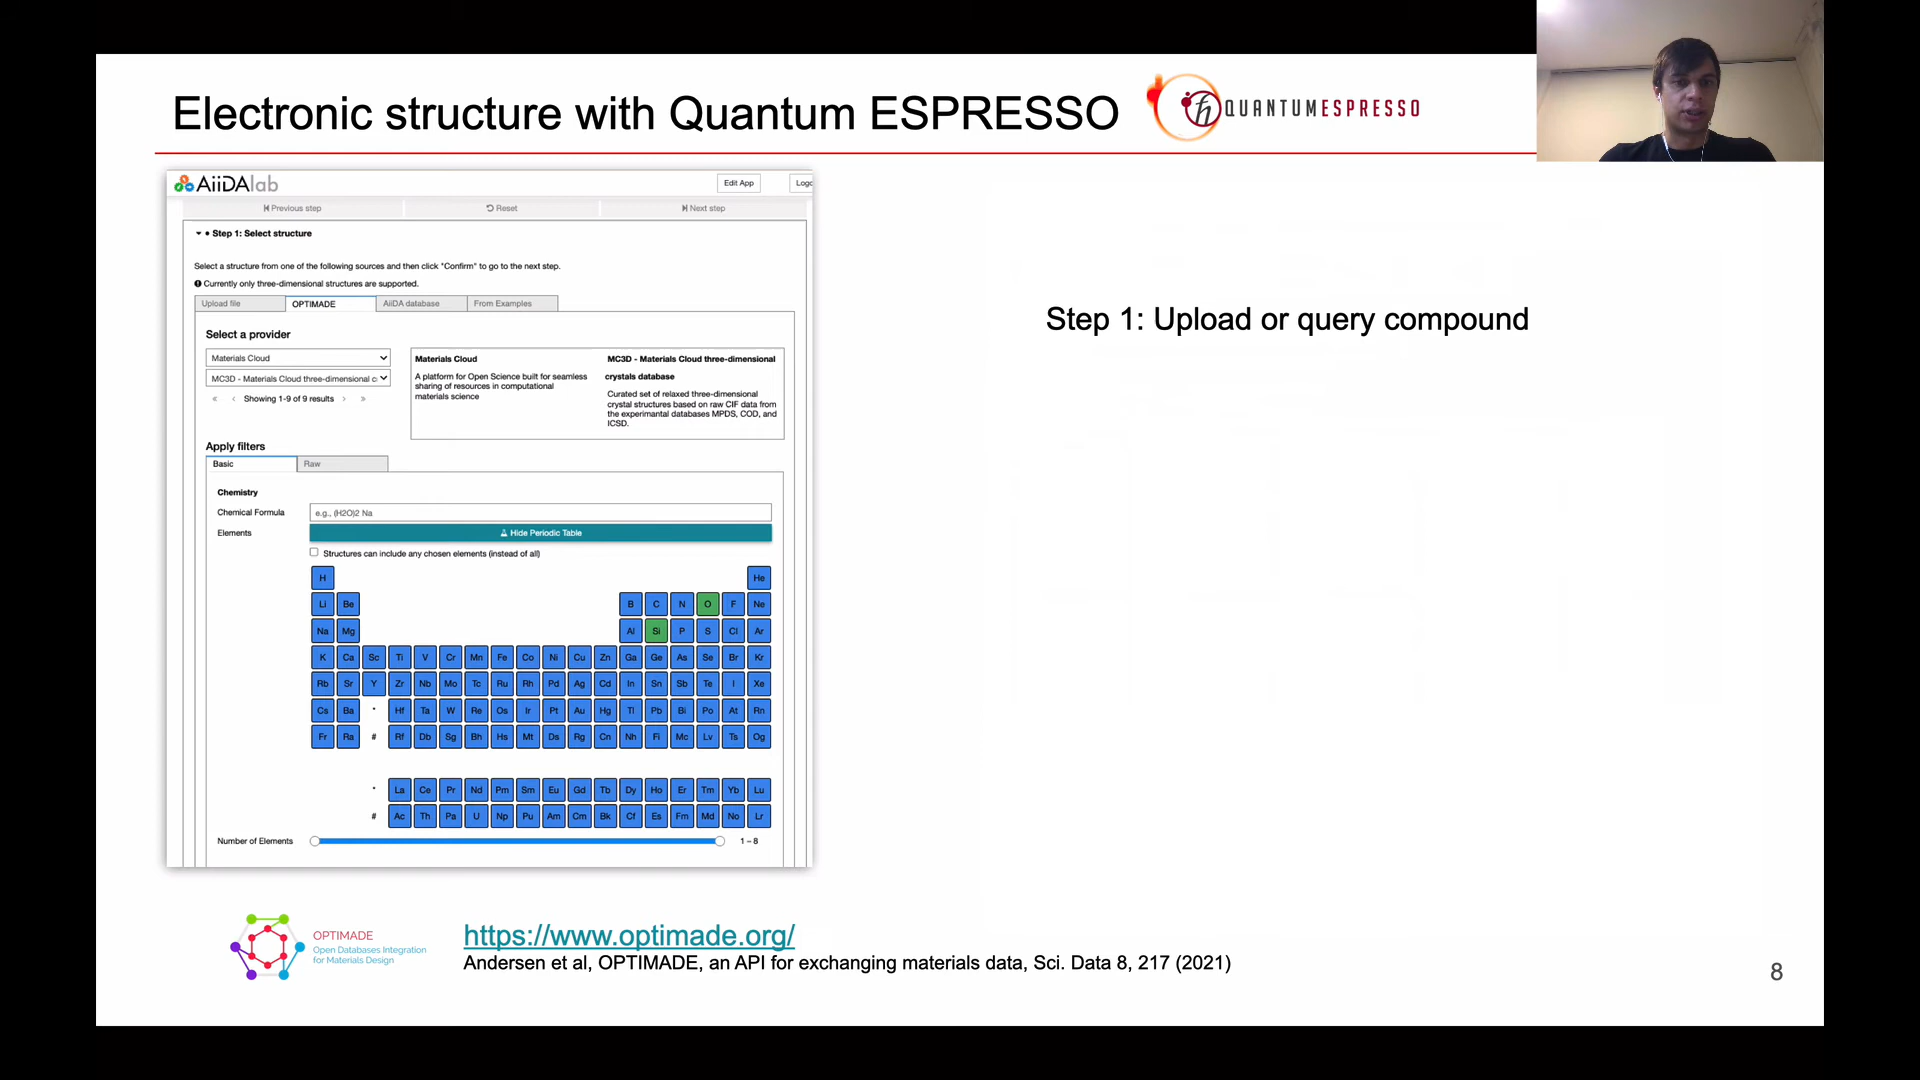 Electronic structure with Quantum ESPRESSO
QUANTUMESPRESSO
AiiDAlab
Edit App
Previous step
Reset
Next step
Step 1: Select structure
Select a structure from one of the following sources and then click "Confirm" to go to the next step.
Currently only three-dimensional structures are supported.
Upload file
OPTIMADE
AiiDA database
From Examples
Select a provider
Materials Cloud
MC3D - Materials Cloud three-dimensional c
« ‹ Showing 1-9 of 9 results › »
Materials Cloud
A platform for Open Science built for seamless
sharing of resources in computational
materials science
MC3D - Materials Cloud three-dimensional
crystals database
Curated set of relaxed three-dimensional
crystal structures based on raw CIF data from
the experimantal databases MPDS, COD, and
ICSD.
Apply filters
Basic
Raw
Chemistry
Chemical Formula
e.g., (H2O)2 Na
Elements
Hide Periodic Table
Structures can include any chosen elements (instead of all)
H He
Li Be B C N O F Ne
Na Mg Al Si P S Cl Ar
K Ca Sc Ti V Cr Mn Fe Co Ni Cu Zn Ga Ge As Se Br Kr
Rb Sr Y Zr Nb Mo Tc Ru Rh Pd Ag Cd In Sn Sb Te I Xe
Cs Ba * Hf Ta W Re Os Ir Pt Au Hg Tl Pb Bi Po At Rn
Fr Ra # Rf Db Sg Bh Hs Mt Ds Rg Cn Nh Fi Mc Lv Ts Og
* La Ce Pr Nd Pm Sm Eu Gd Tb Dy Ho Er Tm Yb Lu
# Ac Th Pa U Np Pu Am Cm Bk Cf Es Fm Md No Lr
Number of Elements
1 – 8
Step 1: Upload or query compound
OPTIMADE
Open Databases Integration
for Materials Design
https://www.optimade.org/
Andersen et al, OPTIMADE, an API for exchanging materials data, Sci. Data 8, 217 (2021)
8